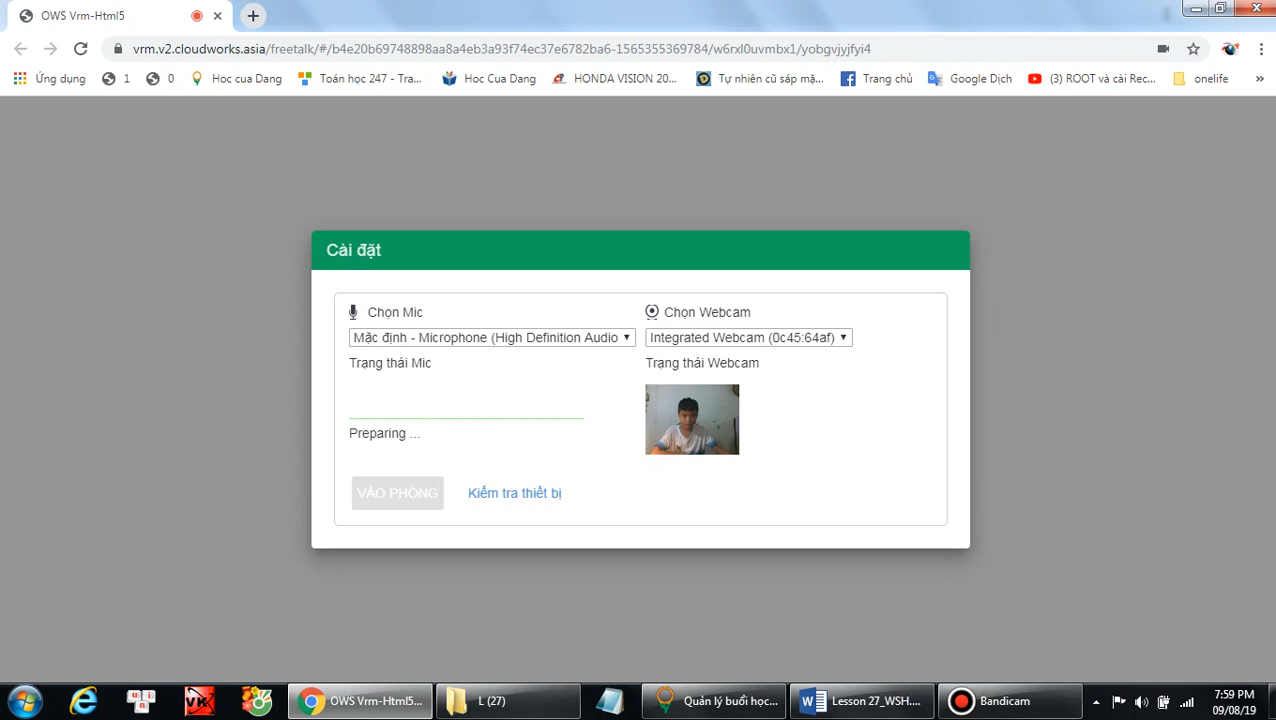 OWS Vrm-Html5
vrm.v2.cloudworks.asia/freetalk/#/b4e20b69748898aa8a4eb3a93f74ec37e6782ba6-1565355369784/w6rxl0uvmbx1/yobgvjyjfyi4
Ứng dụng 1 0 Hoc cua Dang Toán học 247 - Tra... Học Cua Dang HONDA VISION 20... Tự nhiên cũ sáp mặ... Trang chủ Google Dịch (3) ROOT và cài Rec... onelife »
Cài đặt
Chọn Mic Chọn Webcam
Mặc định - Microphone (High Definition Audio Integrated Webcam (0c45:64af)
Trạng thái Mic Trạng thái Webcam
Preparing ...
VÀO PHÒNG Kiểm tra thiết bị
OWS Vrm-Html5... L (27) Quản lý buổi học... Lesson 27_WSH.... Bandicam
7:59 PM
09/08/19